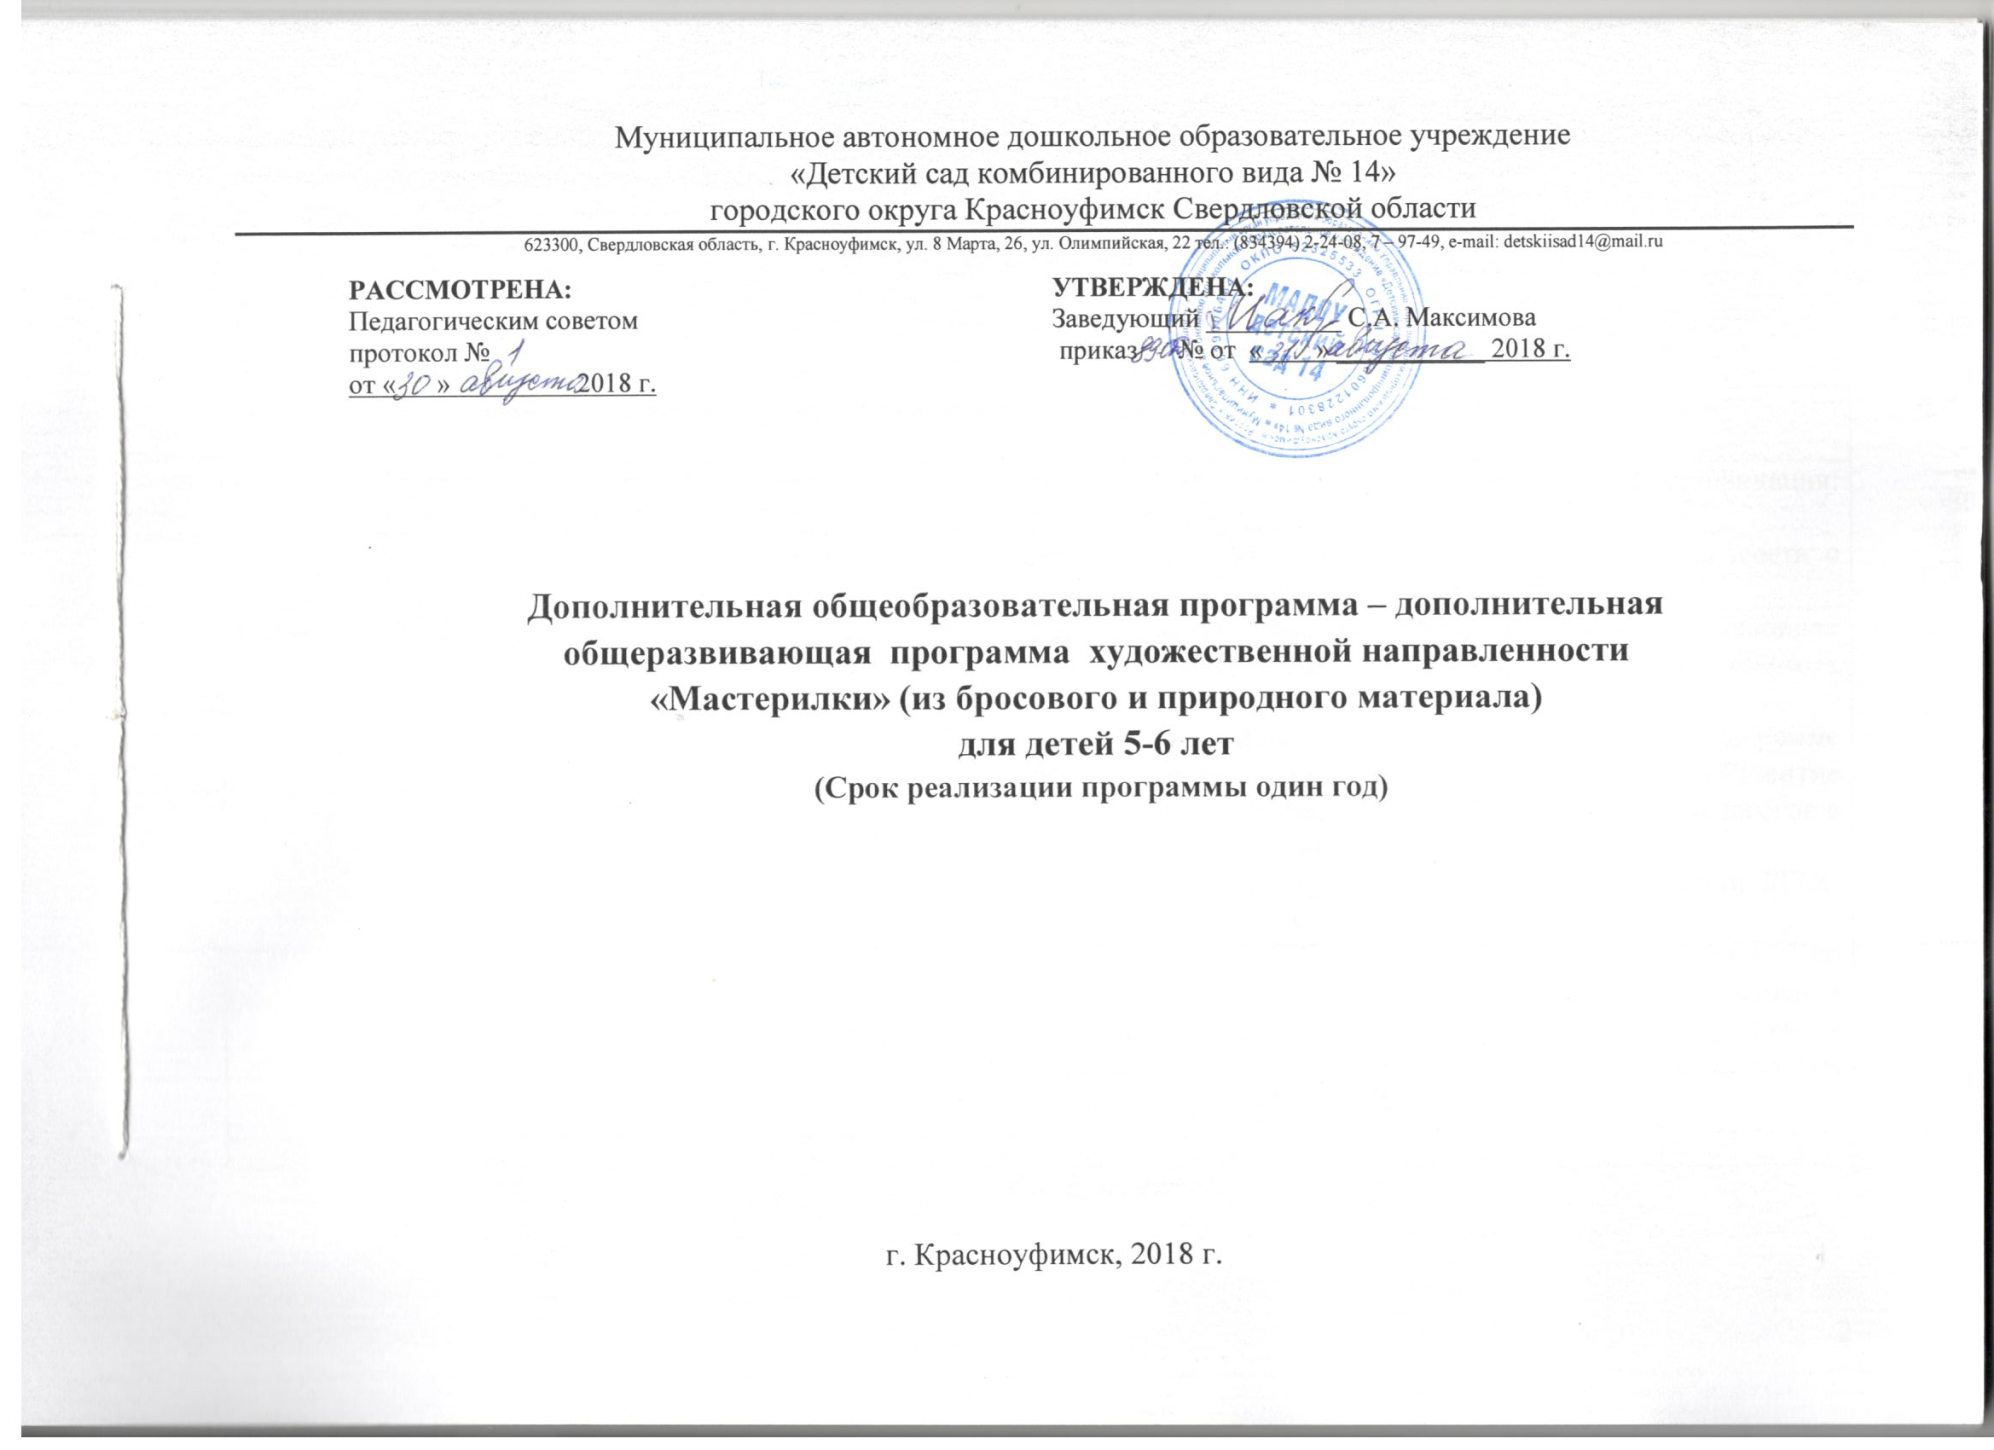 Муниципальное автономное дошкольное образовательное учреждение
«Детский сад комбинированного вида № 14»
городского округа Красноуфимск Свердловской области
623300, Свердловская область, г. Красноуфимск, ул. 8 Марта, 26, ул. Олимпийская, 22 тел.: (834394) 2-24-08, 7 – 97-49, e-mail: detskiisad14@mail.ru
РАССМОТРЕНА:
Педагогическим советом
протокол № 1
от «30 » августа 2018 г.
УТВЕРЖДЕНА:
Заведующий С.А. Максимова
приказ № от « » августа 2018 г.
МАДОУ
детский
сад 14
Дополнительная общеобразовательная программа – дополнительная
общеразвивающая программа художественной направленности
«Мастерилки» (из бросового и природного материала)
для детей 5-6 лет
(Срок реализации программы один год)
г. Красноуфимск, 2018 г.